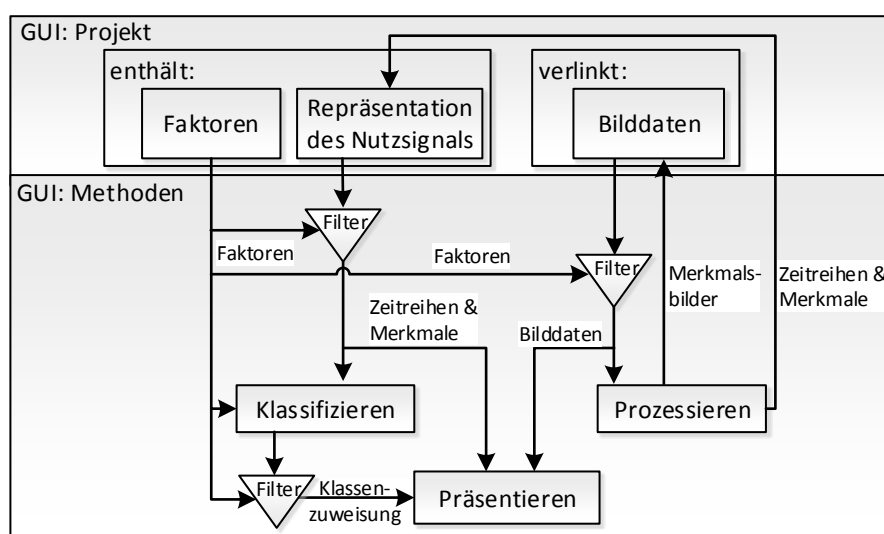 GUI: Projekt
enthält:
verlinkt:
Faktoren
Repräsentation
des Nutzsignals
Bilddaten
GUI: Methoden
Filter
Faktoren
Faktoren
Filter
Merkmals-
bilder
Zeitreihen &
Merkmale
Zeitreihen &
Merkmale
Bilddaten
Klassifizieren
Prozessieren
Filter
Klassen-
zuweisung
Präsentieren